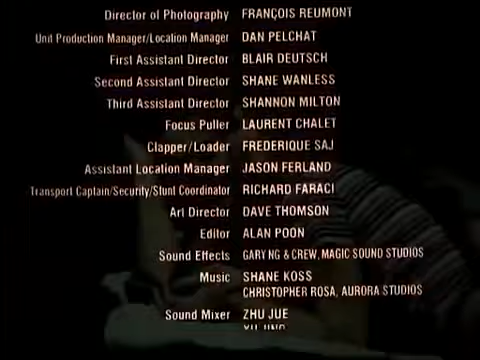 Director of Photography FRANÇOIS REUMONT
Unit Production Manager/Location Manager DAN PELCHAT
First Assistant Director BLAIR DEUTSCH
Second Assistant Director SHANE WANLESS
Third Assistant Director SHANNON MILTON
Focus Puller LAURENT CHALET
Clapper/Loader FREDERIQUE SAJ
Assistant Location Manager JASON FERLAND
Transport Captain/Security/Stunt Coordinator RICHARD FARACI
Art Director DAVE THOMSON
Editor ALAN POON
Sound Effects GARY NG & CREW, MAGIC SOUND STUDIOS
Music SHANE KOSS
CHRISTOPHER ROSA, AURORA STUDIOS
Sound Mixer ZHU JUE